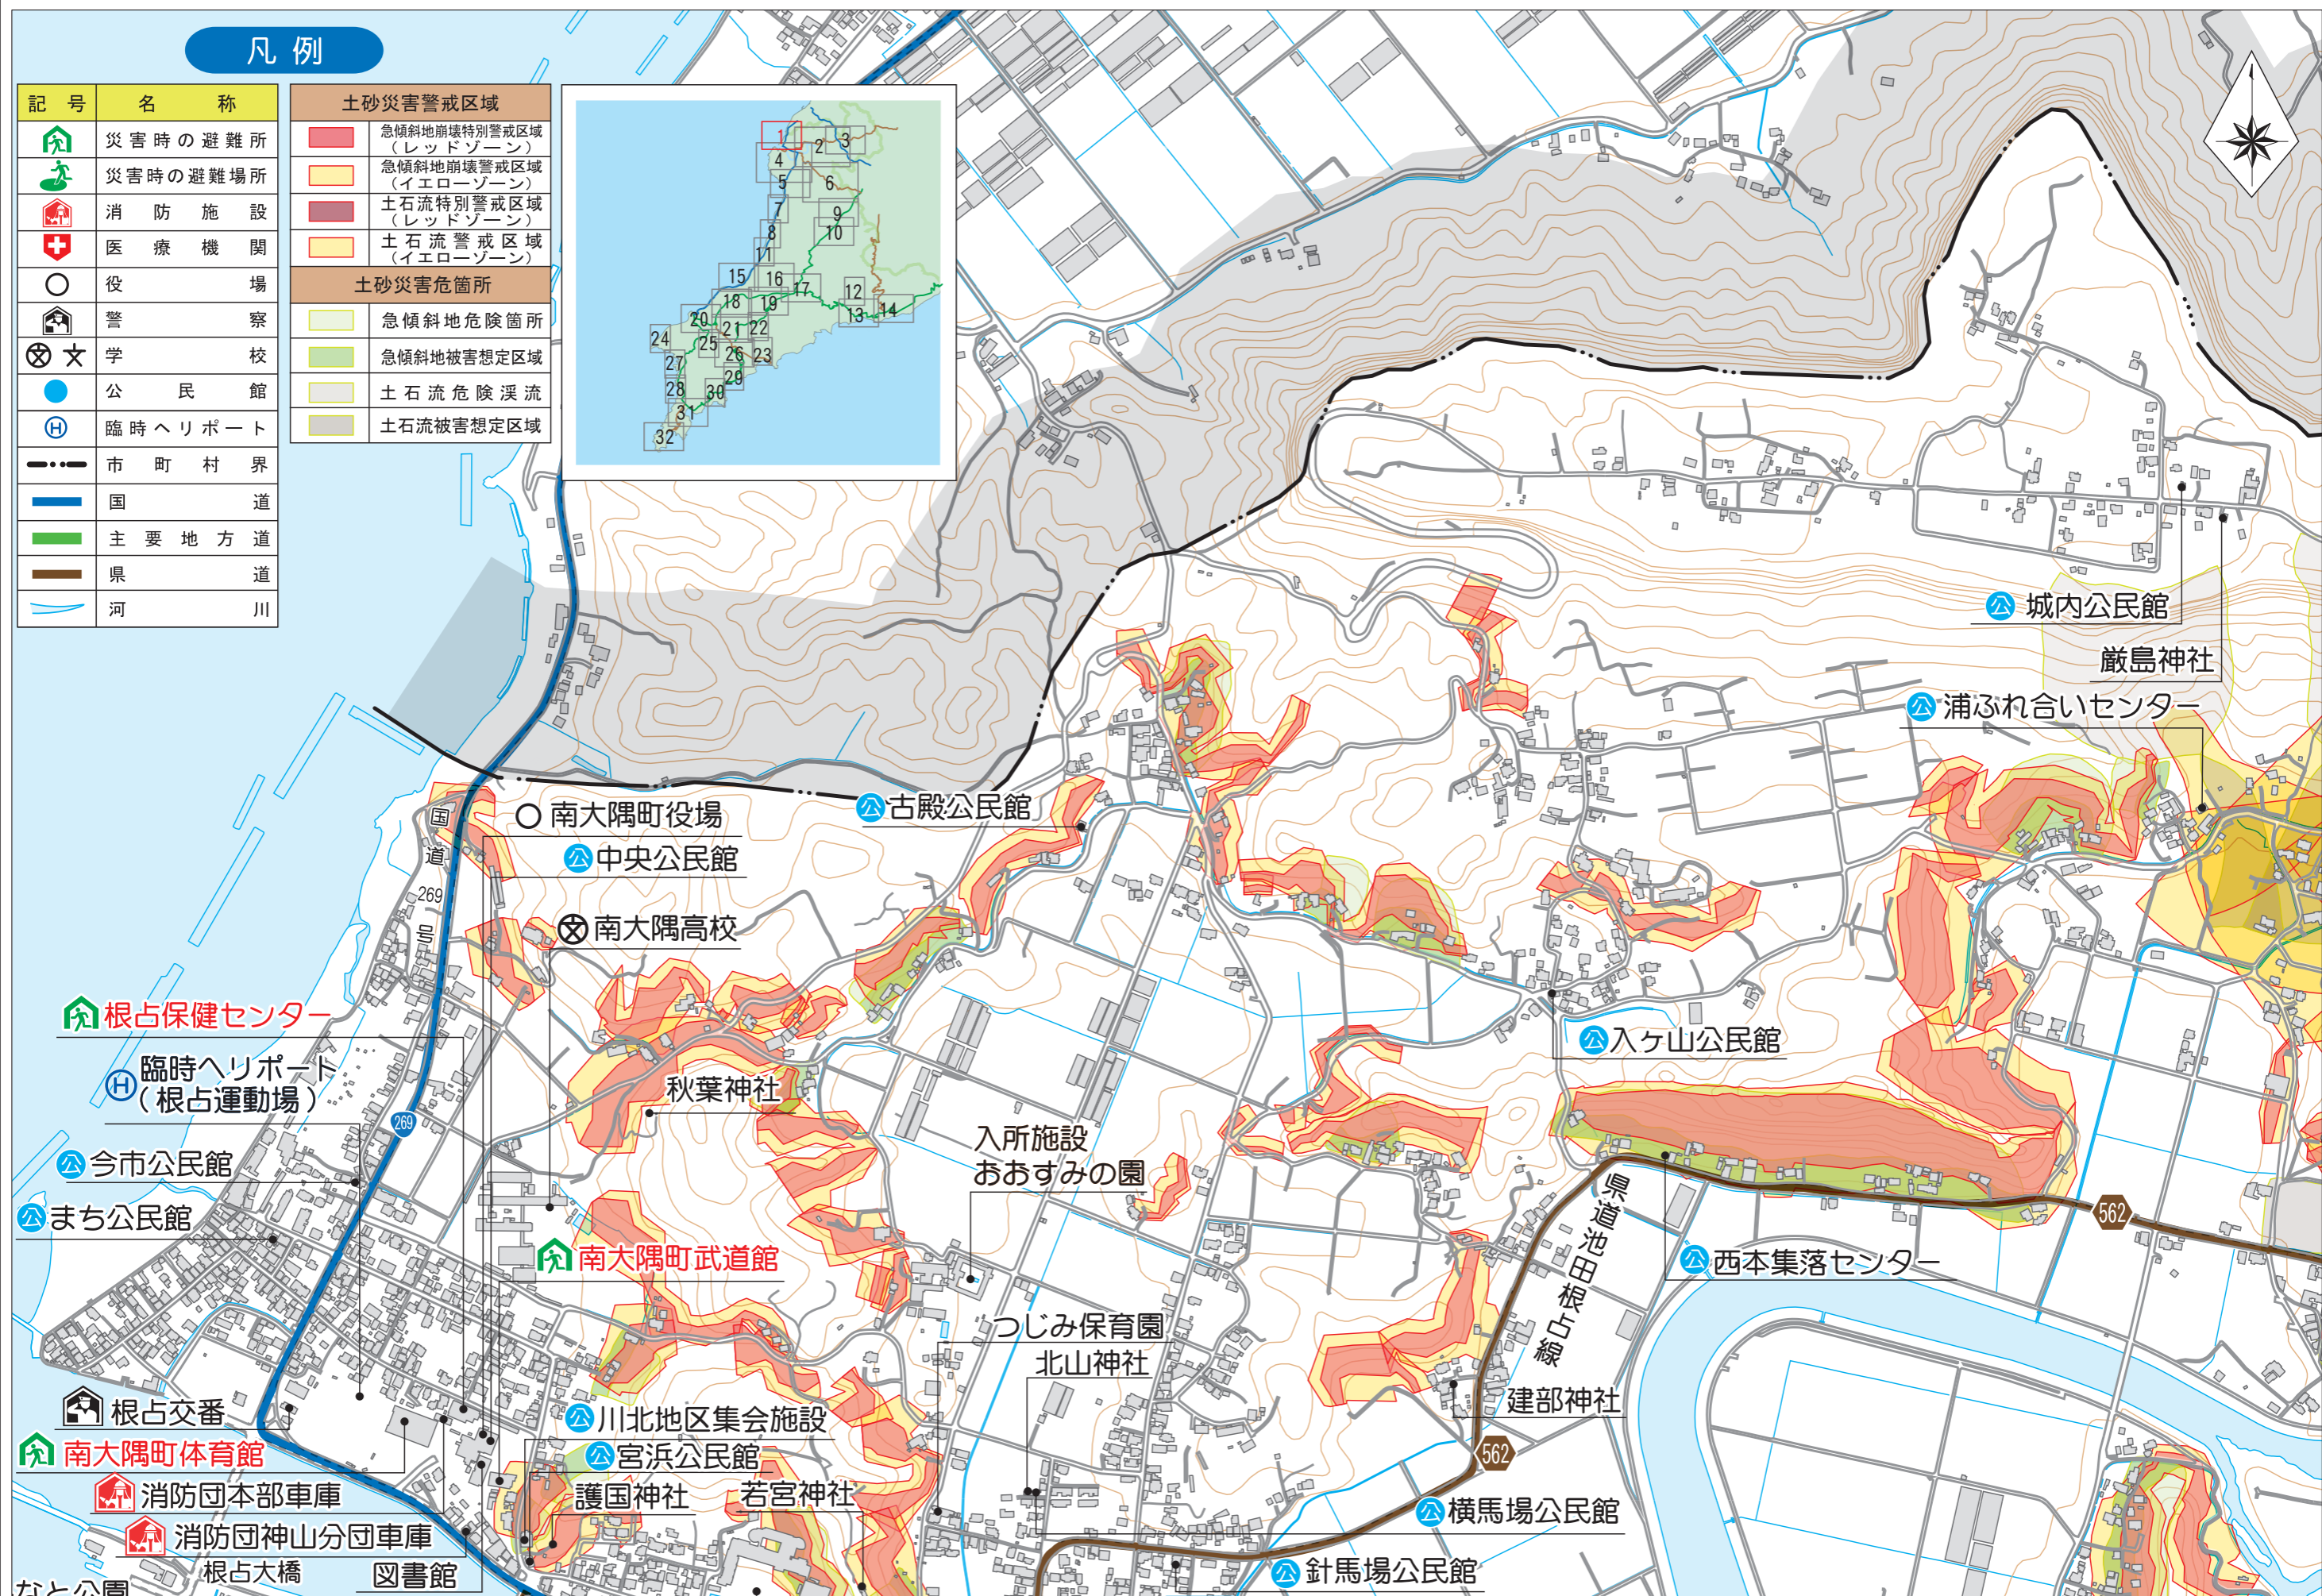 凡例
記号 名称
災害時の避難所
災害時の避難場所
消防施設
医療機関
役場
警察
学校
公民館
臨時ヘリポート
市町村界
国道
主要地方道
県道
河川
土砂災害警戒区域
急傾斜地崩壊特別警戒区域
（レッドゾーン）
急傾斜地崩壊警戒区域
（イエローゾーン）
土石流特別警戒区域
（レッドゾーン）
土石流警戒区域
（イエローゾーン）
土砂災害危箇所
急傾斜地危険箇所
急傾斜地被害想定区域
土石流危険渓流
土石流被害想定区域
1
2
3
4
5
6
7
8
9
10
11
12
13
14
15
16
17
18
19
20
21
22
23
24
25
26
27
28
29
30
31
32
公 城内公民館
厳島神社
公 浦ふれ合いセンター
南大隅町役場
公 中央公民館
公 古殿公民館
国道269号
文 南大隅高校
根占保健センター
H 臨時ヘリポート
（根占運動場）
269
秋葉神社
公 入ヶ山公民館
公 今市公民館
公 まち公民館
入所施設
おおすみの園
南大隅町武道館
県道池田根占線
562
公 西本集落センター
つじみ保育園
北山神社
建部神社
562
根占交番
南大隅町体育館
公 川北地区集会施設
公 宮浜公民館
消防団本部車庫
護国神社
若宮神社
公 横馬場公民館
消防団神山分団車庫
根占大橋
図書館
公 針馬場公民館
なと公園